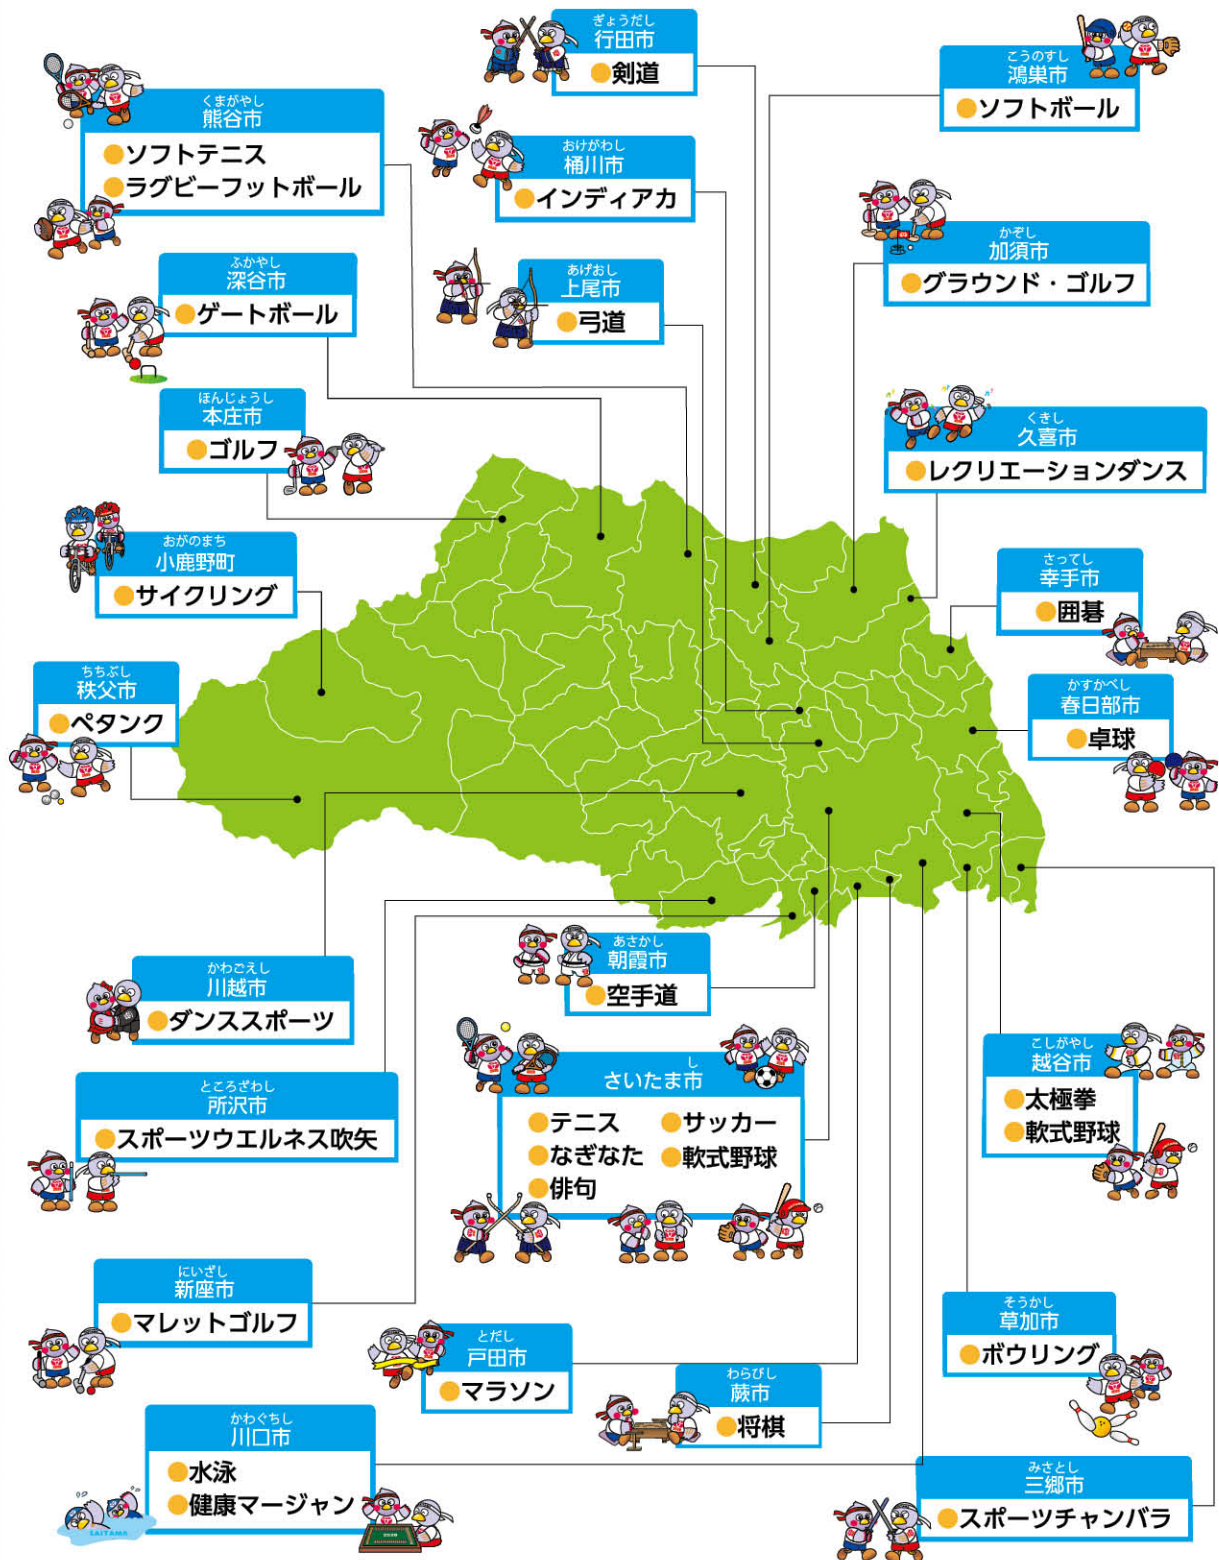 ぎょうだし
行田市
●剣道
こうのすし
鴻巣市
●ソフトボール
くまがやし
熊谷市
●ソフトテニス
●ラグビーフットボール
おけがわし
桶川市
●インディアカ
かぞし
加須市
●グラウンド・ゴルフ
ふかやし
深谷市
●ゲートボール
あげおし
上尾市
●弓道
ほんじょうし
本庄市
●ゴルフ
くきし
久喜市
●レクリエーションダンス
おがのまち
小鹿野町
●サイクリング
さってし
幸手市
●囲碁
ちちぶし
秩父市
●ペタンク
かすかべし
春日部市
●卓球
あさかし
朝霞市
●空手道
かわごえし
川越市
●ダンススポーツ
こしがやし
越谷市
●太極拳
●軟式野球
し
さいたま市
●テニス ●サッカー
●なぎなた ●軟式野球
●俳句
ところざわし
所沢市
●スポーツウエルネス吹矢
にいざし
新座市
●マレットゴルフ
そうかし
草加市
●ボウリング
とだし
戸田市
●マラソン
わらびし
蕨市
●将棋
かわぐちし
川口市
●水泳
●健康マージャン
SAITAMA
2026
みさとし
三郷市
●スポーツチャンバラ